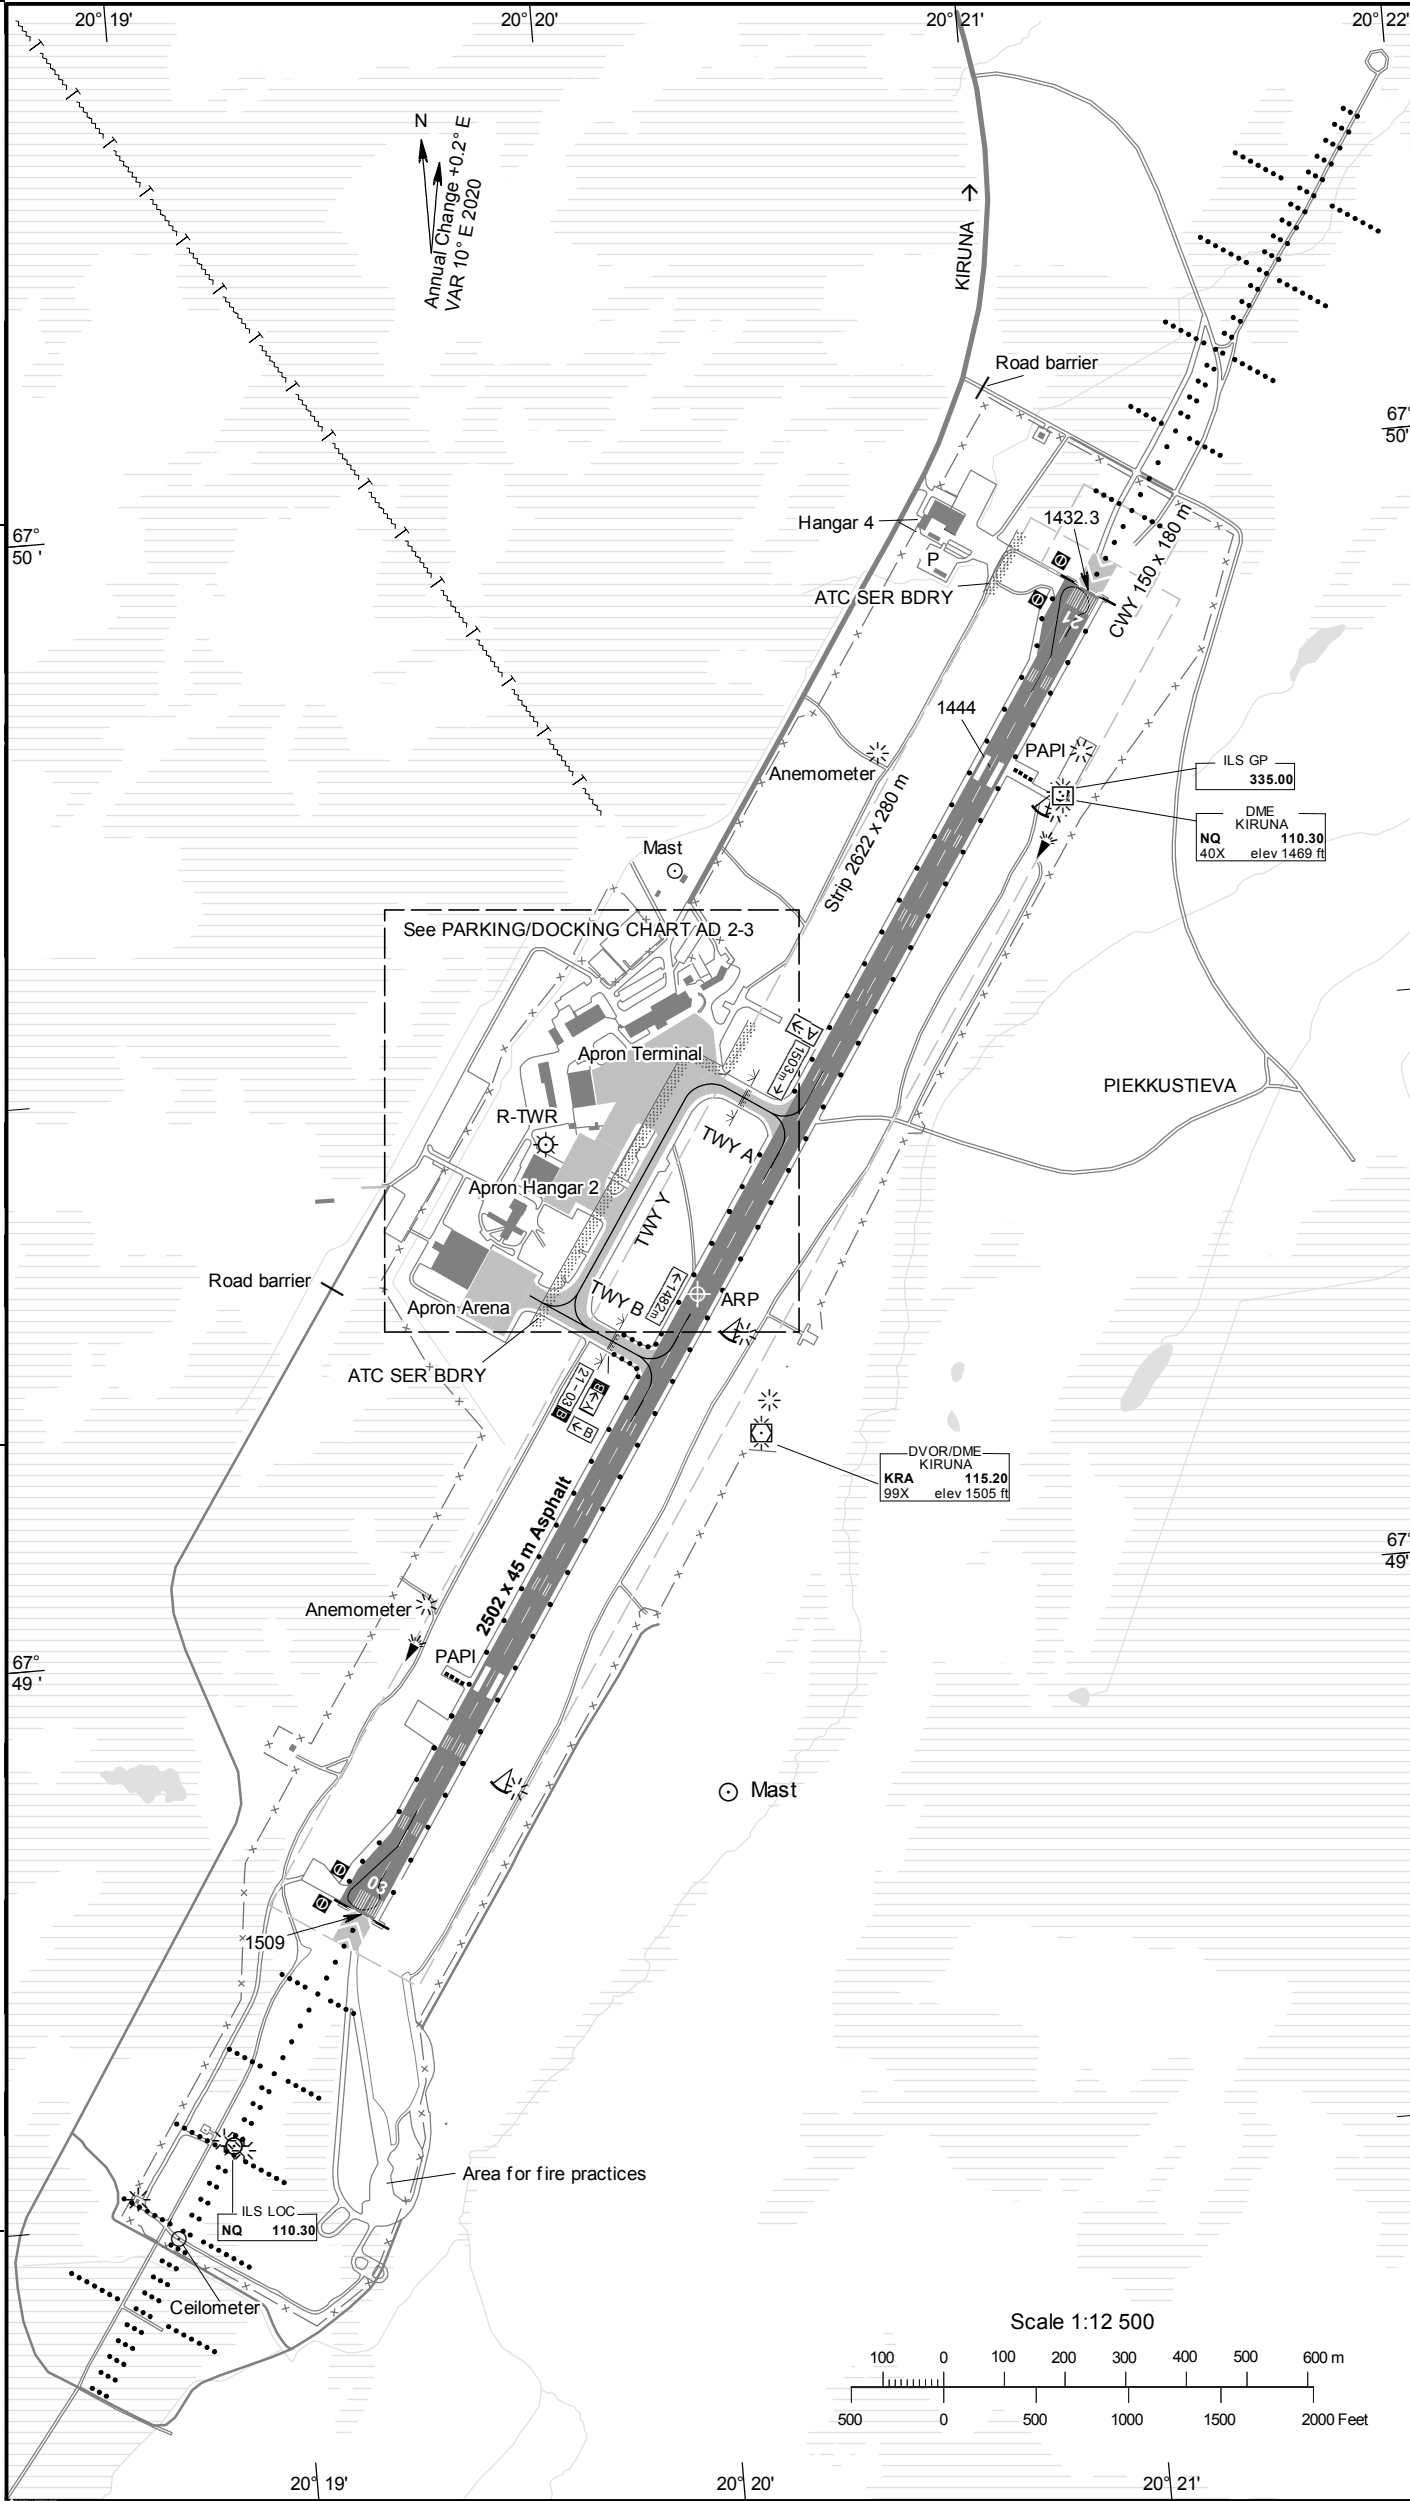 20° 19'
20° 20'
20° 21'
20° 22'
N
Annual Change +0.2° E
VAR 10° E 2020
KIRUNA
Road barrier
67°
50'
Hangar 4
1432.3
67°
50 '
P
CWY 150 x 180 m
ATC SER BDRY
21
1444
PAPI
Anemometer
ILS GP
335.00
Strip 2622 x 280 m
DME
KIRUNA
NQ 110.30
40X elev 1469 ft
Mast
See PARKING/DOCKING CHART AD 2-3
A
1503m
Apron Terminal
PIEKKUSTIEVA
R-TWR
TWY A
Apron Hangar 2
TWY Y
Road barrier
TWY B
1482m
ARP
Apron Arena
ATC SER BDRY
B
21-03
B
Y
B
DVOR/DME
KIRUNA
KRA 115.20
99X elev 1505 ft
2502 x 45 m Asphalt
67°
49'
Anemometer
PAPI
67°
49 '
Mast
03
1509
Area for fire practices
ILS LOC
NQ 110.30
Ceilometer
Scale 1:12 500
100 0 100 200 300 400 500 600 m
500 0 500 1000 1500 2000 Feet
20° 19'
20° 20'
20° 21'